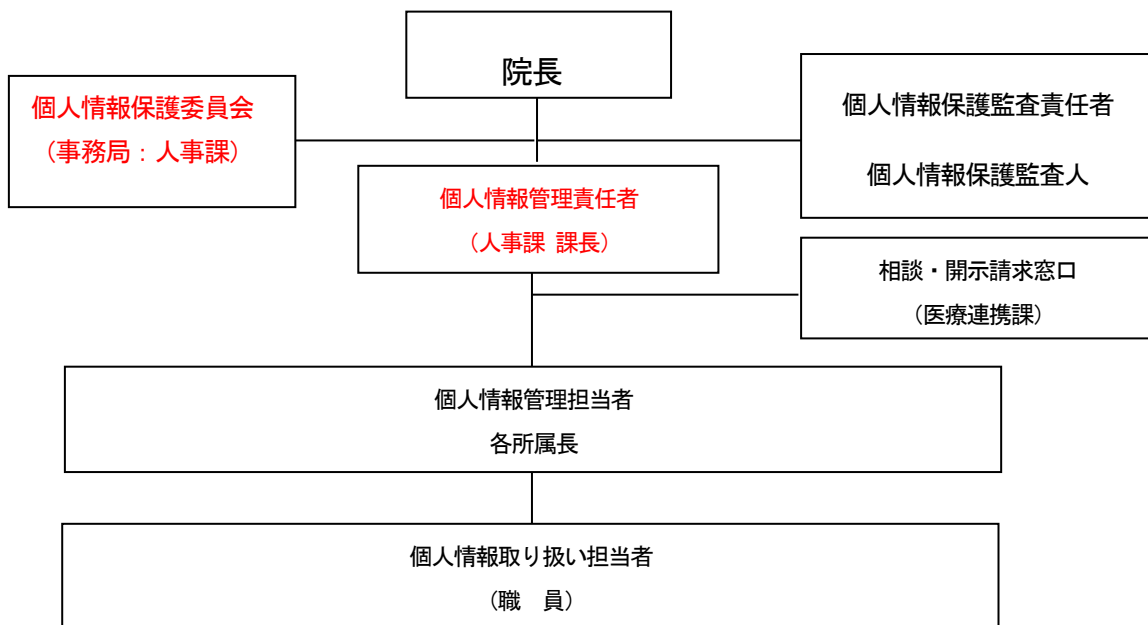 院長
個人情報保護委員会
（事務局：人事課）
個人情報保護監査責任者
個人情報保護監査人
個人情報管理責任者
（人事課 課長）
相談・開示請求窓口
（医療連携課）
個人情報管理担当者
各所属長
個人情報取り扱い担当者
（職　員）